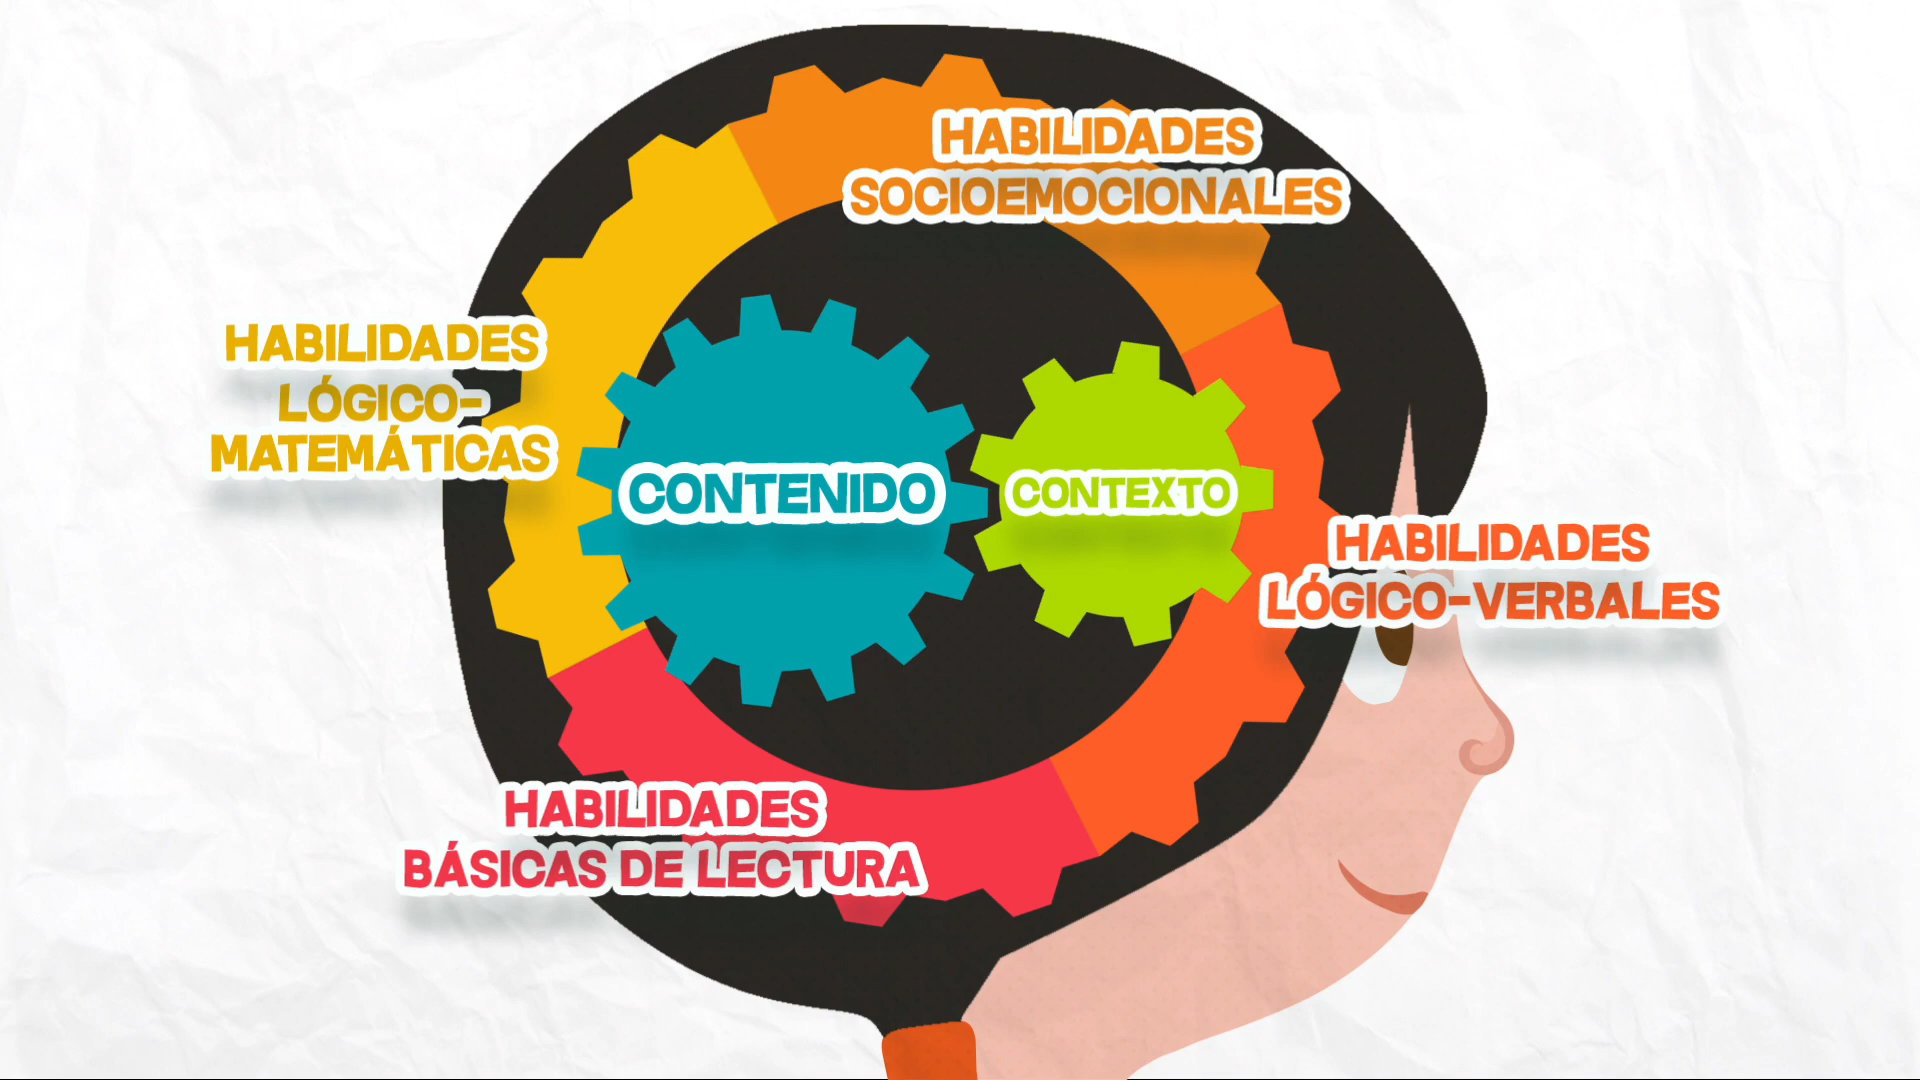 HABILIDADES
SOCIOEMOCIONALES
HABILIDADES
LÓGICO-
MATEMÁTICAS
CONTENIDO
CONTEXTO
HABILIDADES
LÓGICO-VERBALES
HABILIDADES
BÁSICAS DE LECTURA